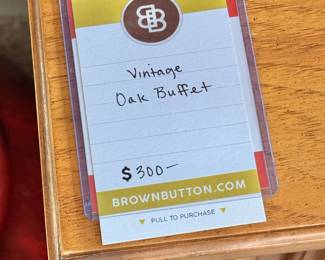 BB
Vintage
Oak Buffet
$300—
BROWNBUTTON.COM
PULL TO PURCHASE